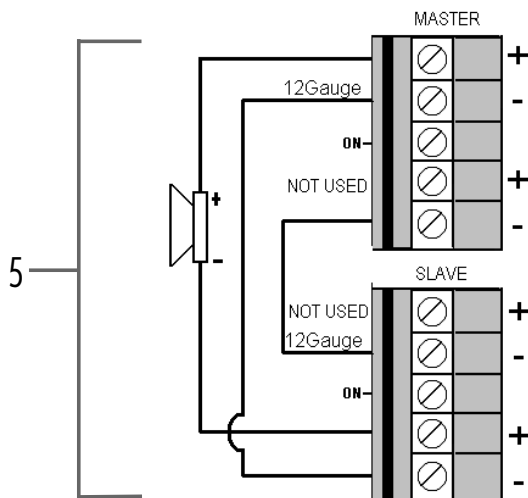 MASTER
+
12Gauge -
ON
NOT USED +
-
+
-
5
SLAVE
NOT USED +
12Gauge -
ON
+
-